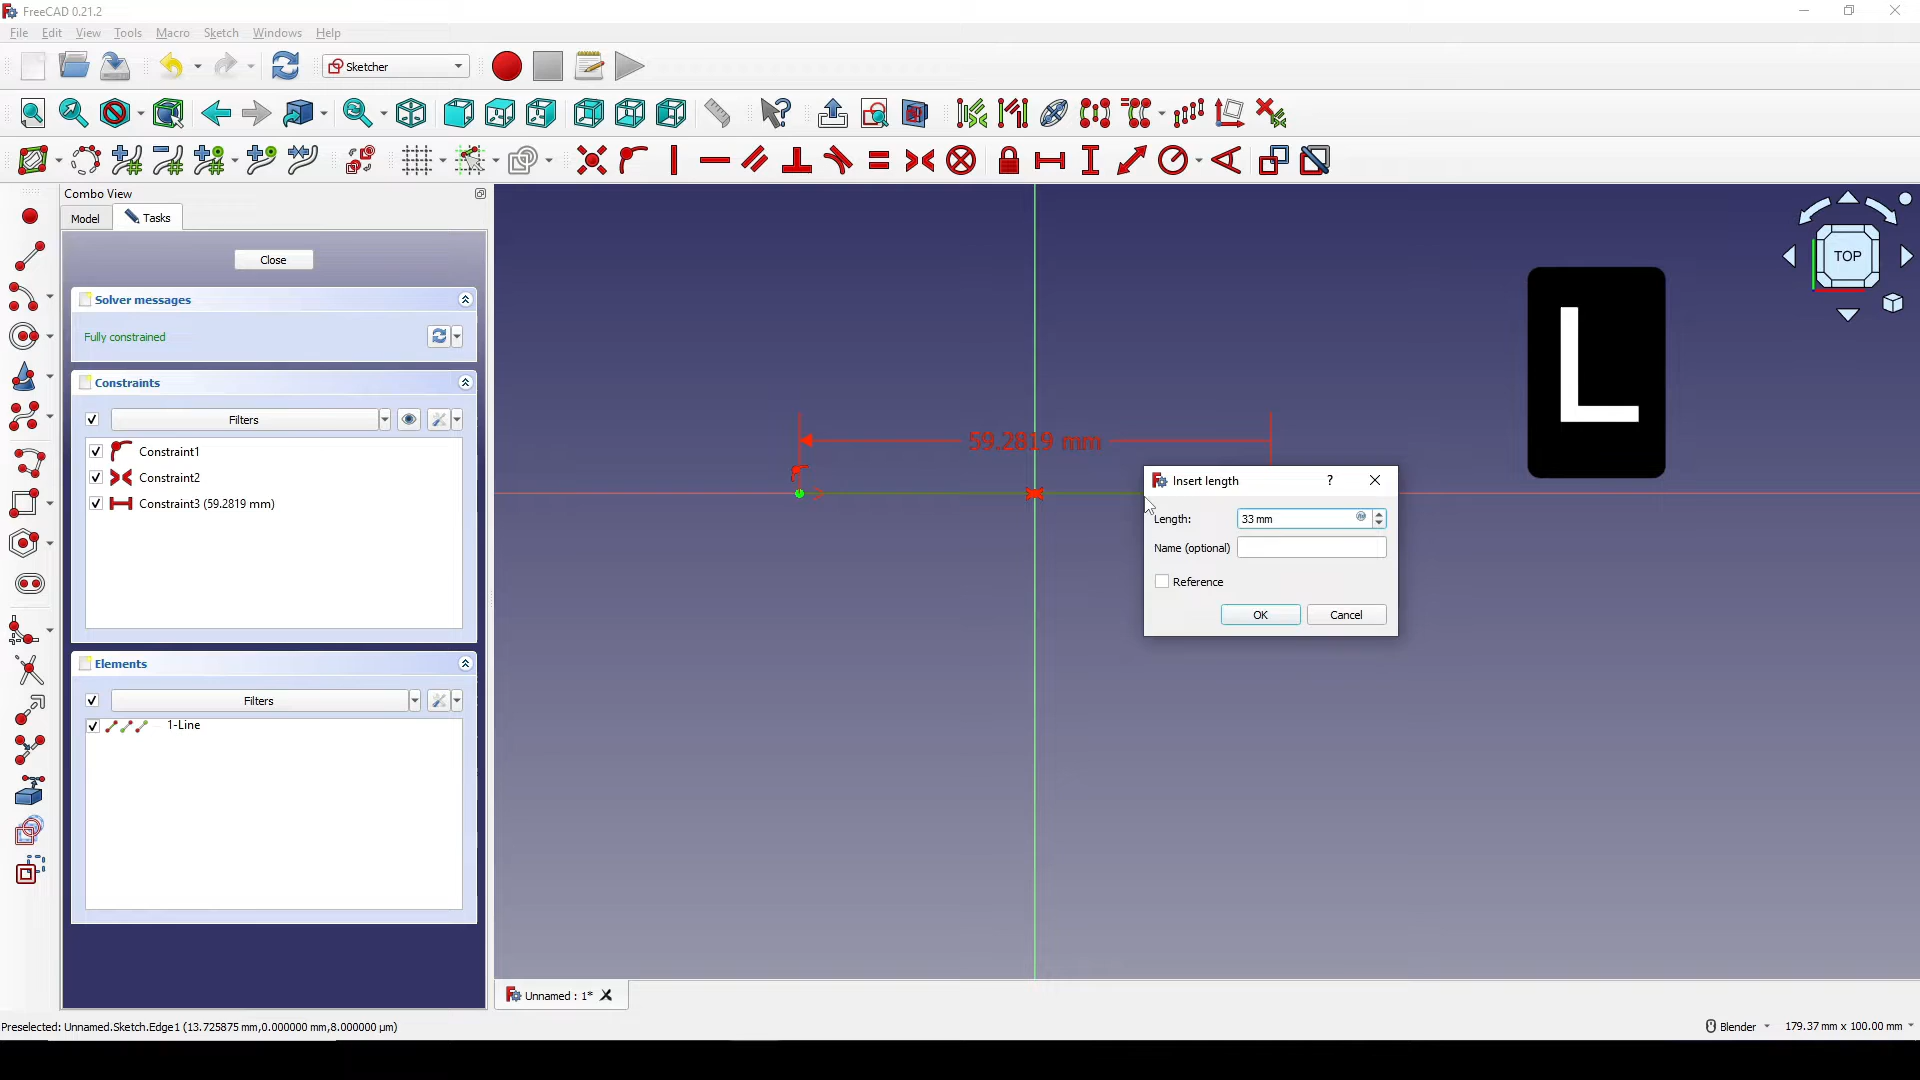 FreeCAD 0.21.2
File Edit View Tools Macro Sketch Windows Help
Sketcher
Combo View
Model Tasks
Close
Solver messages
Fully constrained
Constraints
Filters
Constraint1
Constraint2
Constraint3 (59.2819 mm)
Elements
Filters
1-Line
59.2819 mm
TOP
L
Insert length ?
Length: 33 mm
Name (optional)
Reference
OK Cancel
Unnamed : 1*
Preselected: Unnamed.Sketch.Edge1 (13.725875 mm,0.000000 mm,8.000000 µm)
Blender 179.37 mm x 100.00 mm